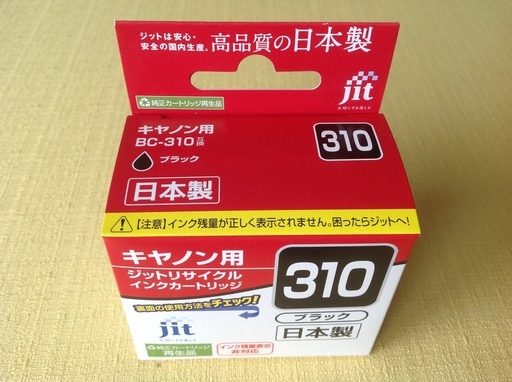 ジットは安心・
安全の国内生産。
高品質の日本製
jit
純正カートリッジ再生品
キヤノン用
BC-310互換
ブラック
310
日本製
【注意】インク残量が正しく表示されません。困ったらジットへ!
キヤノン用
ジットリサイクル
インクカートリッジ
310
裏面の使用方法をチェック!
ブラック
jit
日本製
純正カートリッジ
再生品
インク残量表示
非対応